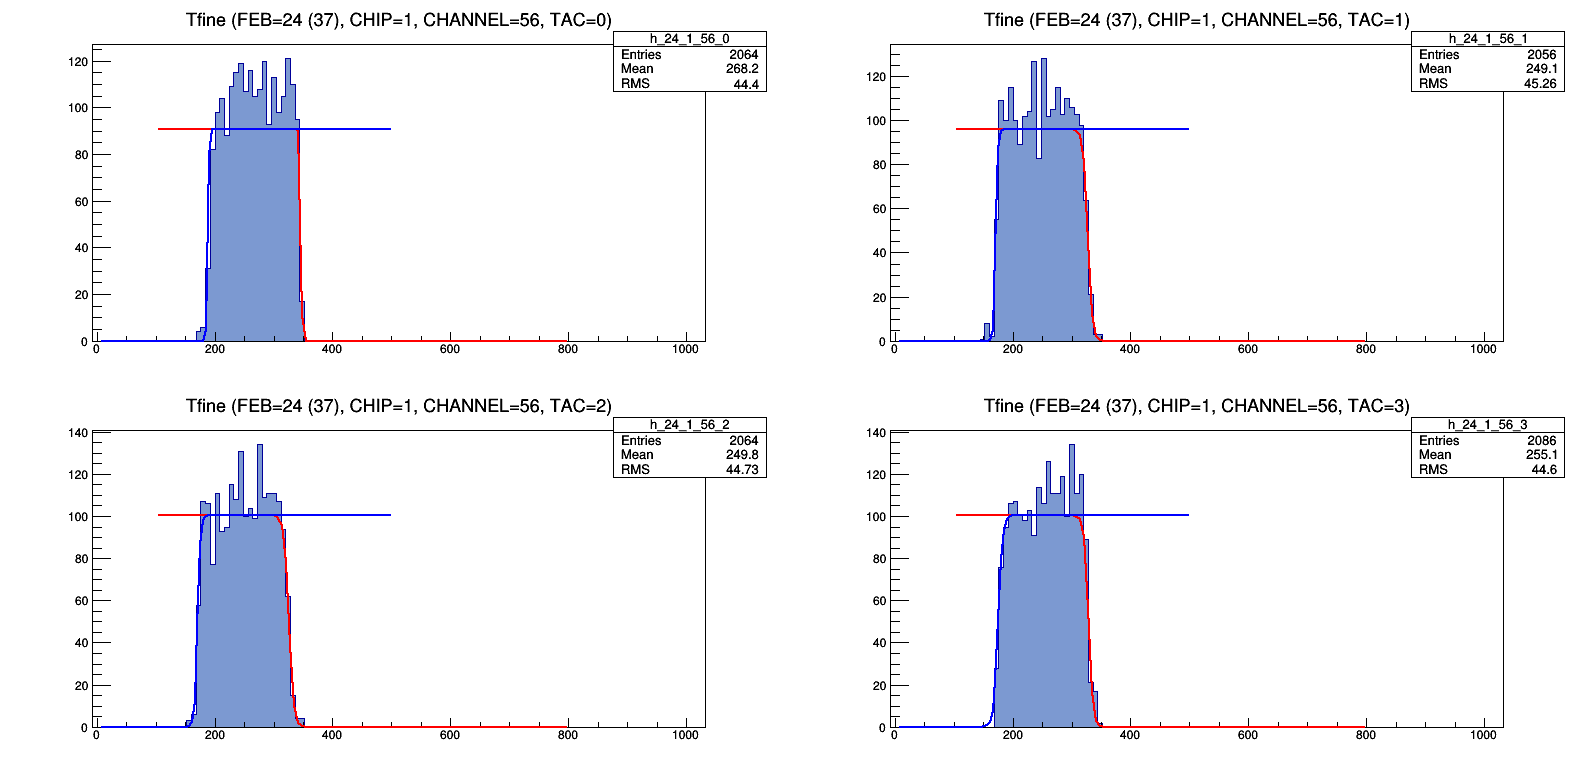 Tfine (FEB=24 (37), CHIP=1, CHANNEL=56, TAC=0)
h_24_1_56_0
Entries 2064
Mean 268.2
RMS 44.4
120
100
80
60
40
20
0
0 200 400 600 800 1000
Tfine (FEB=24 (37), CHIP=1, CHANNEL=56, TAC=1)
h_24_1_56_1
Entries 2056
Mean 249.1
RMS 45.26
120
100
80
60
40
20
0
0 200 400 600 800 1000
Tfine (FEB=24 (37), CHIP=1, CHANNEL=56, TAC=2)
h_24_1_56_2
Entries 2064
Mean 249.8
RMS 44.73
140
120
100
80
60
40
20
0
0 200 400 600 800 1000
Tfine (FEB=24 (37), CHIP=1, CHANNEL=56, TAC=3)
h_24_1_56_3
Entries 2086
Mean 255.1
RMS 44.6
140
120
100
80
60
40
20
0
0 200 400 600 800 1000